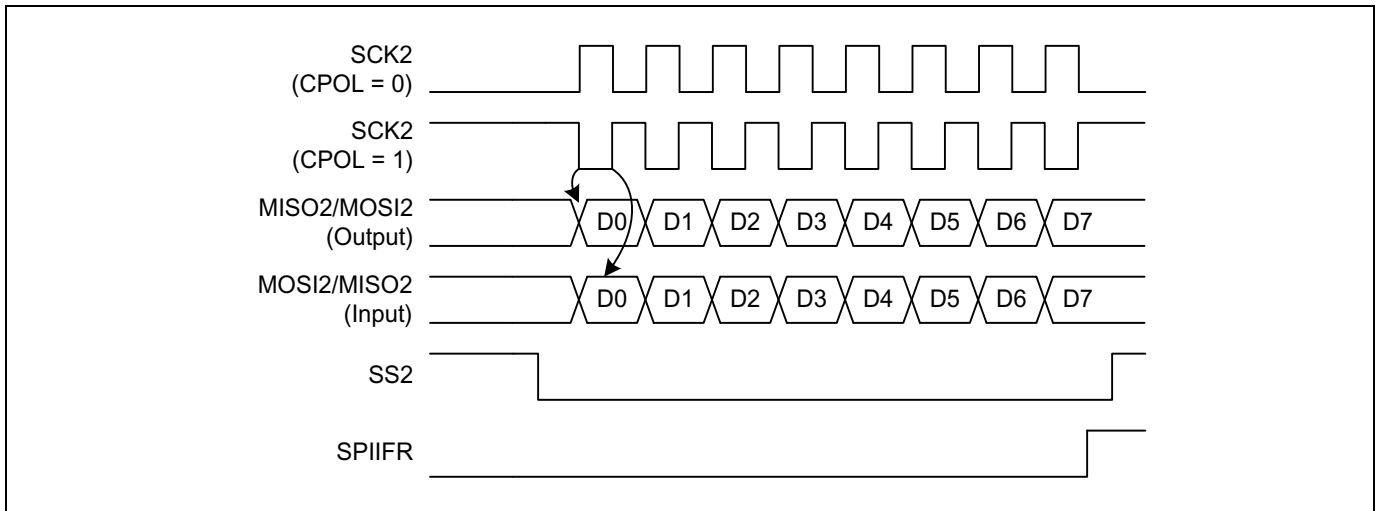 SCK2
(CPOL = 0)
SCK2
(CPOL = 1)
MISO2/MOSI2
(Output)
D0 D1 D2 D3 D4 D5 D6 D7
MOSI2/MISO2
(Input)
D0 D1 D2 D3 D4 D5 D6 D7
SS2
SPIIFR